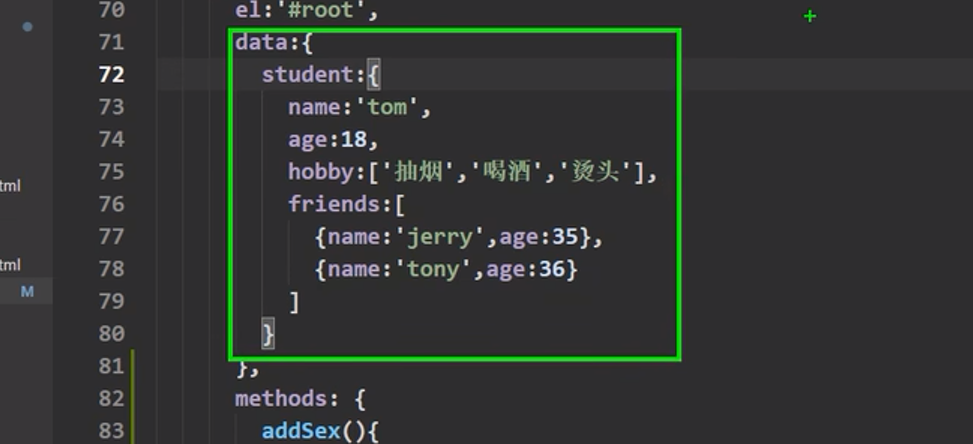 70 el:'#root',
71 data:{
72 student:{
73 name:'tom',
74 age:18,
75 hobby:['抽烟','喝酒','烫头'],
76 friends:[
tml
77 {name:'jerry',age:35},
78 {name:'tony',age:36}
tml
79 ]
M
80 }
81 },
82 methods: {
83 addSex(){